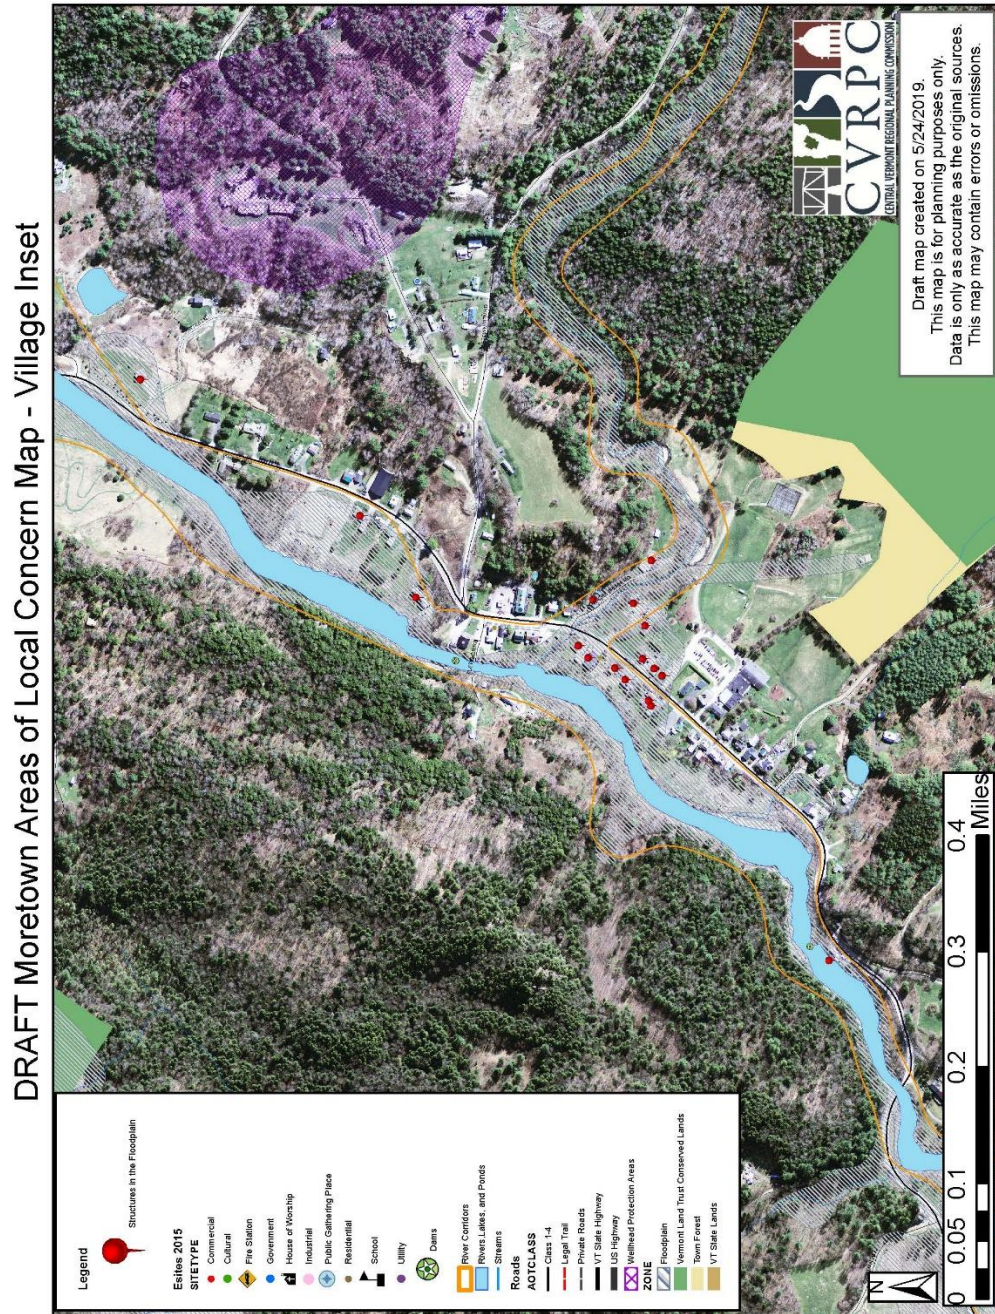 DRAFT Moretown Areas of Local Concern Map - Village Inset
Legend
Structures in the Floodplain
Esites 2015
SITETYPE
Commercial
Cultural
Fire Station
Government
House of Worship
Industrial
Public Gathering Place
Residential
School
Utility
Dams
River Corridors
Rivers, Lakes, and Ponds
Streams
Roads
AOTCLASS
Class 1-4
Legal Trail
Private Roads
VT State Highway
US Highway
Wellhead Protection Areas
ZONE
Floodplain
Vermont Land Trust Conserved Lands
Town Forest
VT State Lands
N
0 0.05 0.1 0.2 0.3 0.4
Miles
CVRPC
CENTRAL VERMONT REGIONAL PLANNING COMMISSION
Draft map created on 5/24/2019.
This map is for planning purposes only.
Data is only as accurate as the original sources.
This map may contain errors or omissions.